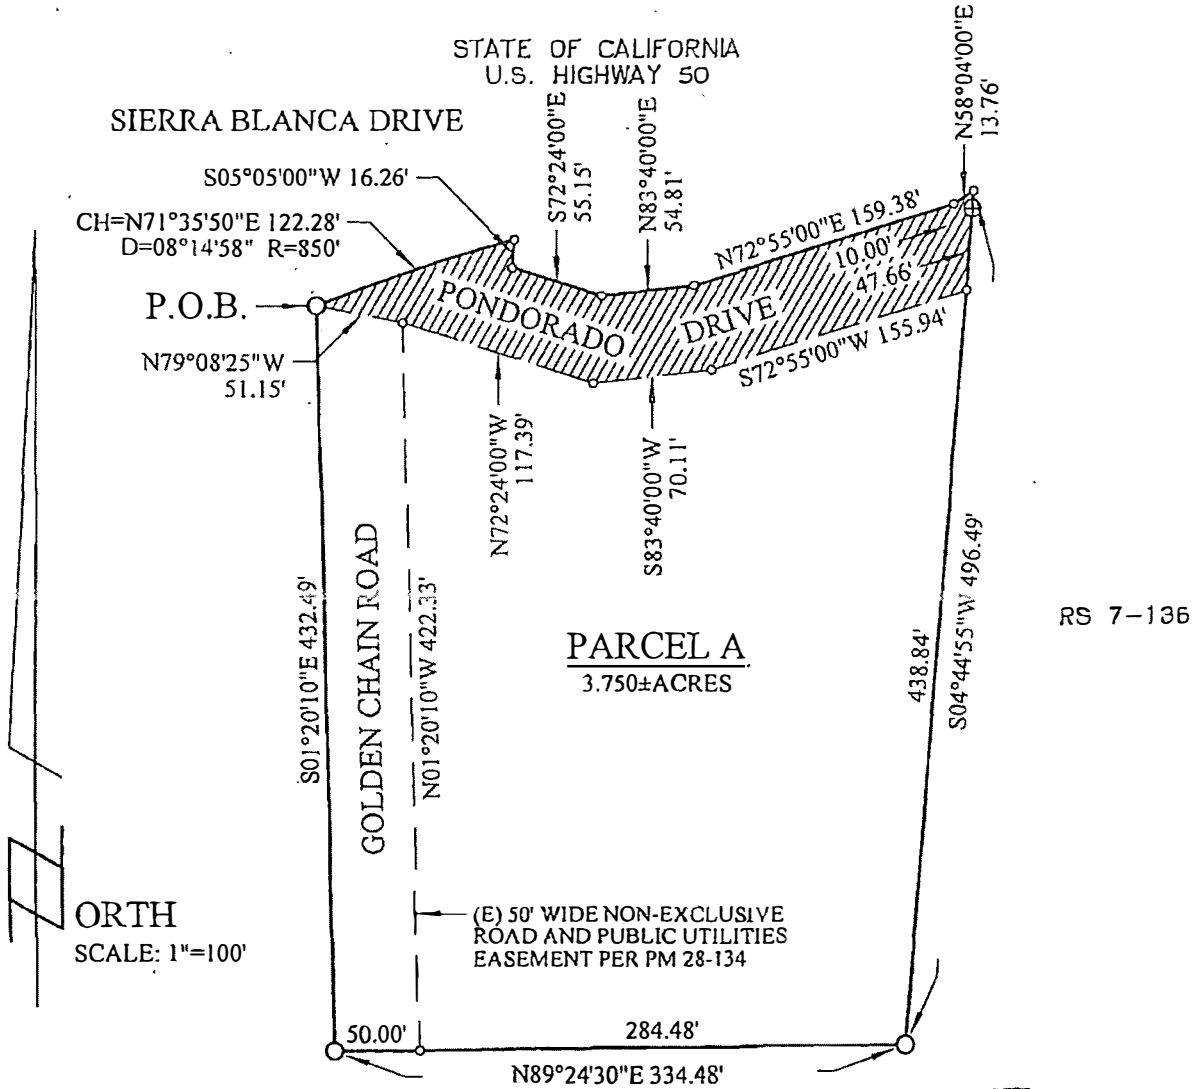 STATE OF CALIFORNIA
U.S. HIGHWAY 50
N58°04'00"E
13.76'
SIERRA BLANCA DRIVE
S05°05'00"W 16.26'
S72°24'00"E
55.15'
N83°40'00"E
54.81'
CH=N71°35'50"E 122.28'
D=08°14'58" R=850'
N72°55'00"E 159.38'
10.00'
47.66'
P.O.B.
PONDORADO
DRIVE
S72°55'00"W 155.94'
N79°08'25"W
51.15'
N72°24'00"W
117.39'
S83°40'00"W
70.11'
S01°20'10"E 432.49'
GOLDEN CHAIN ROAD
N01°20'10"W 422.33'
PARCEL A
3.750±ACRES
438.84'
S04°44'55"W 496.49'
RS 7-136
ORTH
SCALE: 1"=100'
(E) 50' WIDE NON-EXCLUSIVE
ROAD AND PUBLIC UTILITIES
EASEMENT PER PM 28-134
50.00'
284.48'
N89°24'30"E 334.48'